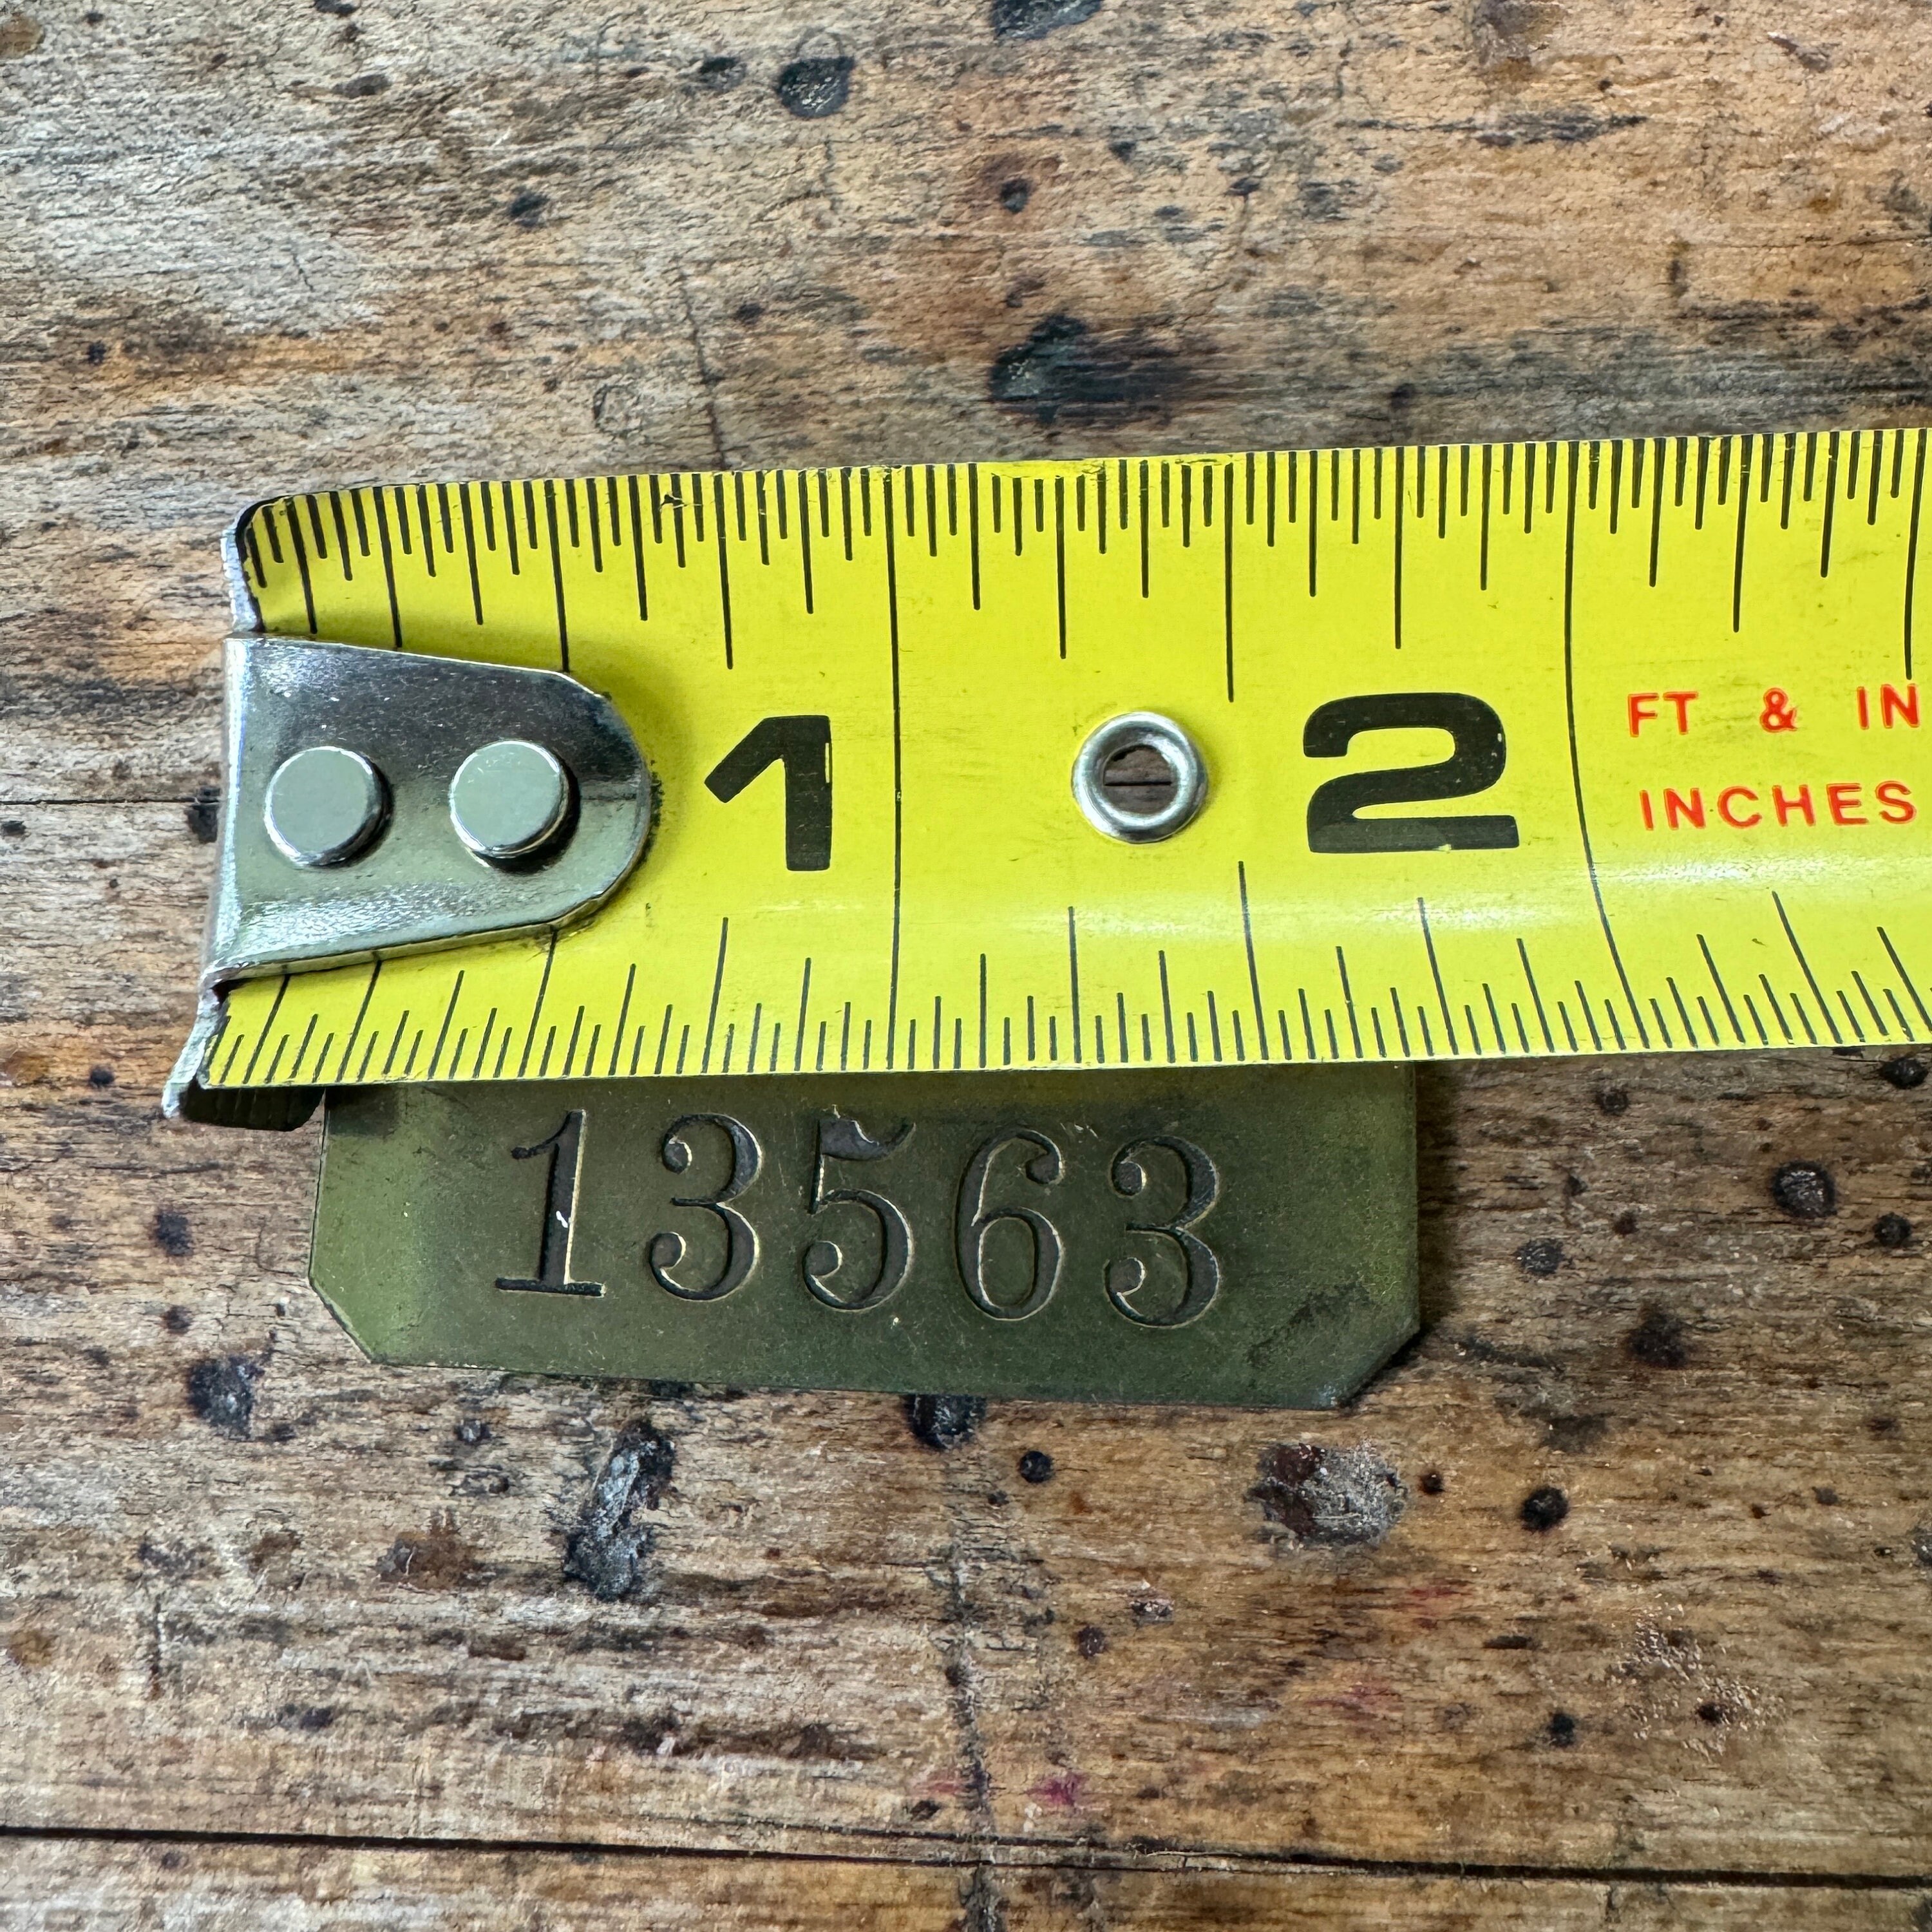 1 2 FT & IN
INCHES
13563